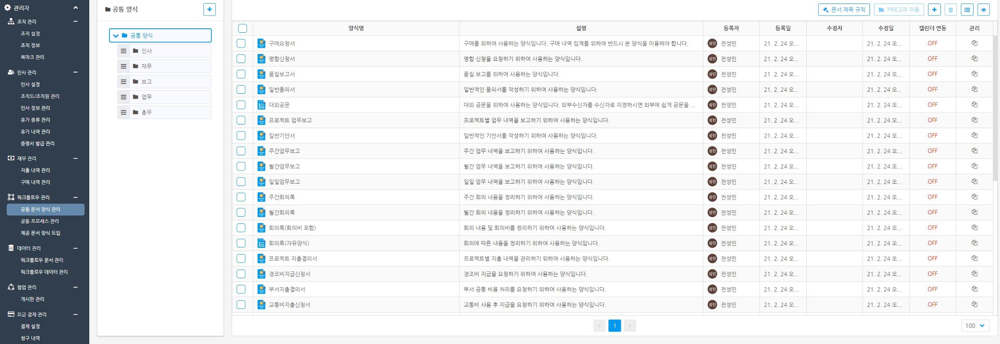 관리자
조직 관리
조직 설정
조직 정보
북마크 관리
인사 관리
인사 설정
조직도/조직원 관리
인사 정보 관리
휴가 종류 관리
휴가 내역 관리
증명서 발급 관리
재무 관리
지출 내역 관리
구매 내역 관리
워크플로우 관리
공통 문서 양식 관리
공통 프로세스 관리
제공 문서 양식 도입
데이터 관리
워크플로우 문서 관리
워크플로우 데이터 관리
협업 관리
게시판 관리
요금 결제 관리
결제 설정
청구 내역
공통 양식
공통 양식
인사
재무
보고
업무
총무
문서 제목 규칙 카테고리 이동
양식명 설명 등록자 등록일 수정자 수정일 캘린더 연동 관리
구매요청서 구매를 위하여 사용하는 양식입니다. 구매 내역 집계를 위하여 반드시 본 양식을 이용해야 합니다. 성민 전성민 21. 2. 24 오... 21. 2. 24 오... OFF
명함신청서 명함 신청을 요청하기 위하여 사용하는 양식입니다. 성민 전성민 21. 2. 24 오... 21. 2. 24 오... OFF
품질보고서 품질 보고를 위하여 사용하는 양식입니다. 성민 전성민 21. 2. 24 오... 21. 2. 24 오... OFF
일반품의서 일반적인 품의서를 작성하기 위하여 사용하는 양식입니다. 성민 전성민 21. 2. 24 오... 21. 2. 24 오... OFF
대외공문 대외 공문을 위하여 사용하는 양식입니다. 외부수신자를 수신자로 지정하시면 외부에 쉽게 공문을 ... 성민 전성민 21. 2. 24 오... 21. 2. 24 오... OFF
프로젝트 업무보고 프로젝트별 업무 내역을 보고하기 위하여 사용하는 양식입니다. 성민 전성민 21. 2. 24 오... 21. 2. 24 오... OFF
일반기안서 일반적인 기안서를 작성하기 위하여 사용하는 양식입니다. 성민 전성민 21. 2. 24 오... 21. 2. 24 오... OFF
주간업무보고 주간 업무 내역을 보고하기 위하여 사용하는 양식입니다. 성민 전성민 21. 2. 24 오... 21. 2. 24 오... OFF
월간업무보고 월간 업무 내역을 보고하기 위하여 사용하는 양식입니다. 성민 전성민 21. 2. 24 오... 21. 2. 24 오... OFF
일일업무보고 일일 업무 내역을 보고하기 위하여 사용하는 양식입니다. 성민 전성민 21. 2. 24 오... 21. 2. 24 오... OFF
주간회의록 주간 회의 내용을 정리하기 위하여 사용하는 양식입니다. 성민 전성민 21. 2. 24 오... 21. 2. 24 오... OFF
월간회의록 월간 회의 내용을 정리하기 위하여 사용하는 양식입니다. 성민 전성민 21. 2. 24 오... 21. 2. 24 오... OFF
회의록(회의비 포함) 회의 내용 및 회의비를 정리하기 위하여 사용하는 양식입니다. 성민 전성민 21. 2. 24 오... 21. 2. 24 오... OFF
회의록(자유양식) 회의에 따른 내용을 정리하기 위하여 사용하는 양식입니다. 성민 전성민 21. 2. 24 오... 21. 2. 24 오... OFF
프로젝트 지출결의서 프로젝트별 지출 내역을 관리하기 위하여 사용하는 양식입니다. 성민 전성민 21. 2. 24 오... 21. 2. 24 오... OFF
경조비지급신청서 경조비 지급을 요청하기 위하여 사용하는 양식입니다. 성민 전성민 21. 2. 24 오... 21. 2. 24 오... OFF
부서지출결의서 부서 공통 비용 처리를 요청하기 위하여 사용하는 양식입니다. 성민 전성민 21. 2. 24 오... 21. 2. 24 오... OFF
교통비지출신청서 교통비 사용 후 지급을 요청하기 위하여 사용하는 양식입니다. 성민 전성민 21. 2. 24 오... 21. 2. 24 오... OFF
1 100